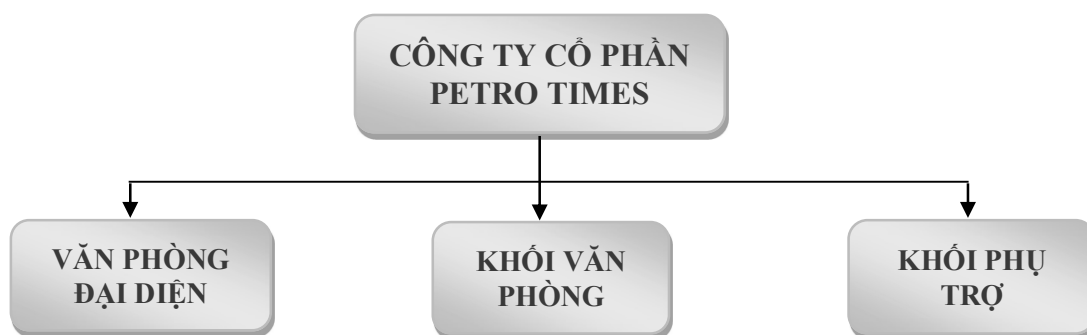 CÔNG TY CỔ PHẦN
PETRO TIMES
VĂN PHÒNG
ĐẠI DIỆN
KHỐI VĂN
PHÒNG
KHỐI PHỤ
TRỢ